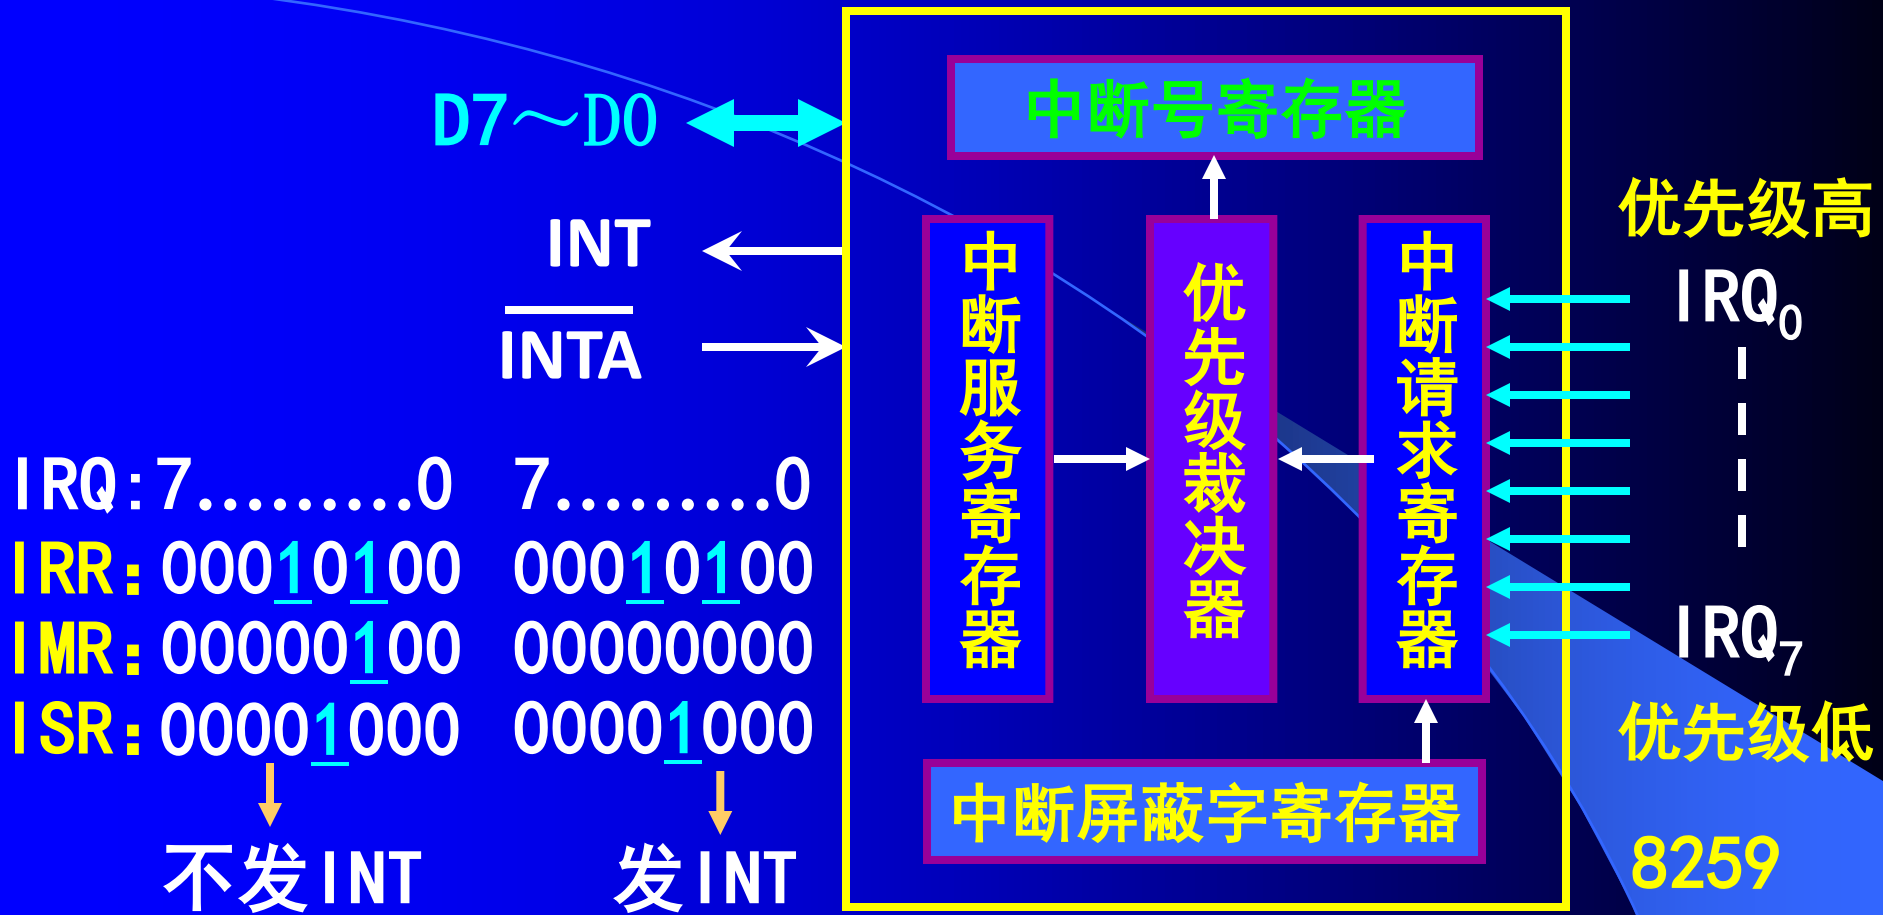 D7～D0
INT
INTA
IRQ:7.........0 7.........0
IRR: 00010100 00010100
IMR: 00000100 00000000
ISR: 00001000 00001000
不发INT 发INT
中断号寄存器
中断服务寄存器
优先级裁决器
中断请求寄存器
中断屏蔽字寄存器
优先级高
IRQ0
IRQ7
优先级低
8259